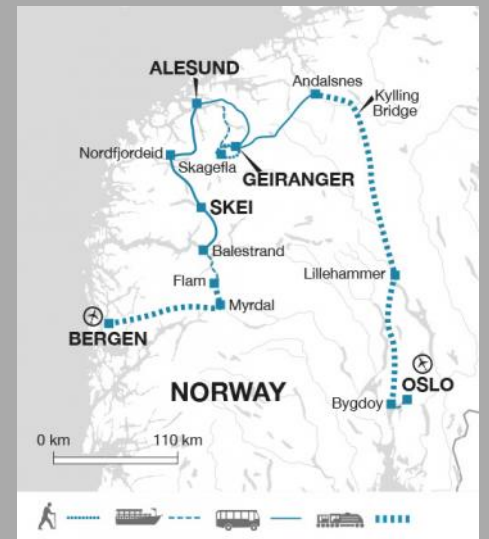 ALESUND
Andalsnes
Kylling
Bridge
Nordfjordeid
Skagefla
GEIRANGER
SKEI
Balestrand
Lillehammer
Flam
Myrdal
BERGEN
OSLO
NORWAY
Bygdoy
0 km 110 km